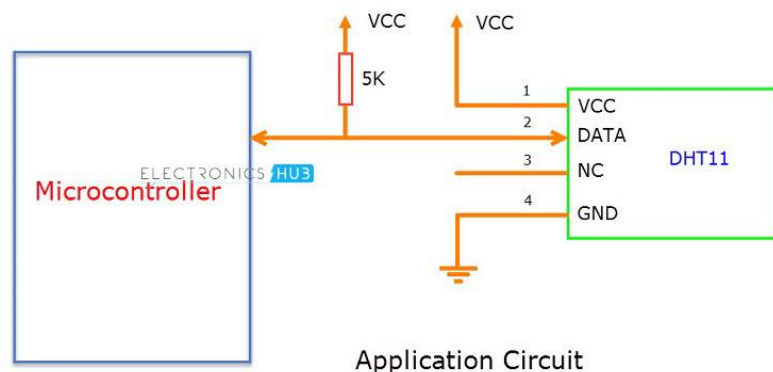 VCC
VCC
5K
1
VCC
2
DATA
DHT11
3
NC
ELECTRONICS HUB
Microcontroller
4
GND
Application Circuit